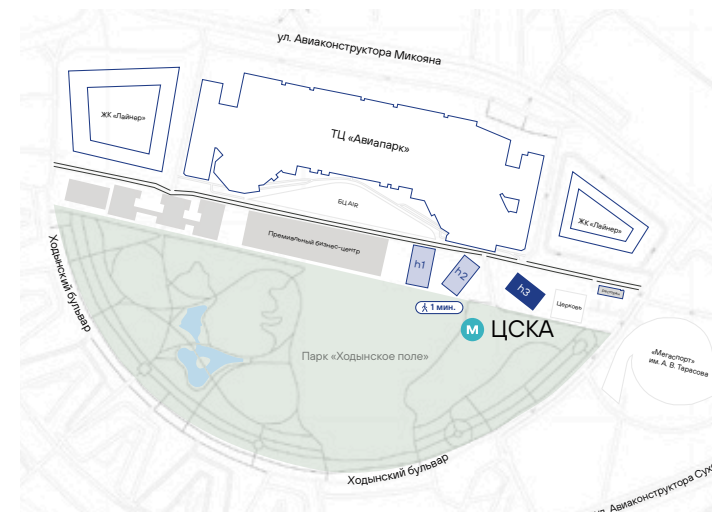 ул. Авиаконструктора Микояна
ЖК «Лайнер»
ТЦ «Авиапарк»
БЦ AIR
ЖК «Лайнер»
Премиальный бизнес-центр
h1
h2
h3
Церковь
1 мин.
М ЦСКА
Ходынский бульвар
Парк «Ходынское поле»
«Мегаспорт»
им. А. В. Тарасова
Ходынский бульвар
ул. Авиаконструктора Сухо